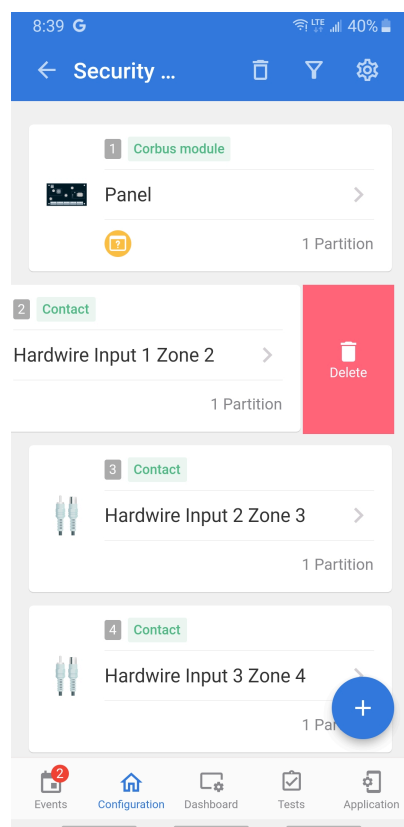 8:39 G LTE 40%
Security ...
1 Corbus module
Panel
?
1 Partition
2 Contact
Hardwire Input 1 Zone 2
1 Partition
Delete
3 Contact
Hardwire Input 2 Zone 3
1 Partition
4 Contact
Hardwire Input 3 Zone 4
1 Par
+
2
Events Configuration Dashboard Tests Application